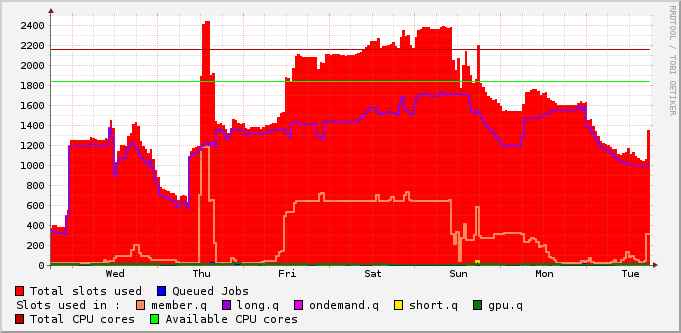 RRDTOOL / TOBI OETIKER
2400
2200
2000
1800
1600
1400
1200
1000
800
600
400
200
0
Wed Thu Fri Sat Sun Mon Tue
Total slots used Queued Jobs
Slots used in : member.q long.q ondemand.q short.q gpu.q
Total CPU cores Available CPU cores